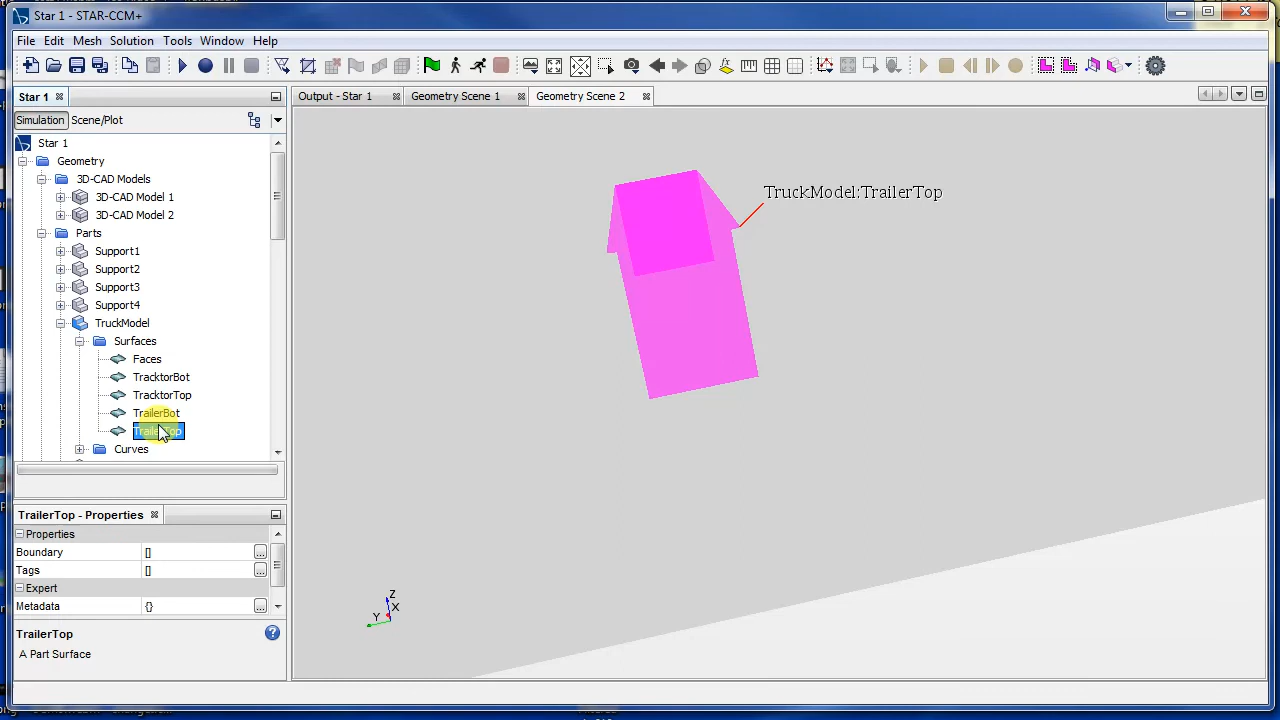 Star 1 - STAR-CCM+
File Edit Mesh Solution Tools Window Help
Star 1
Output - Star 1
Geometry Scene 1
Geometry Scene 2
Simulation
Scene/Plot
Star 1
Geometry
3D-CAD Models
3D-CAD Model 1
3D-CAD Model 2
Parts
Support1
Support2
Support3
Support4
TruckModel
Surfaces
Faces
TracktorBot
TracktorTop
TrailerBot
TrailerTop
Curves
TruckModel:TrailerTop
Z
X
Y
TrailerTop - Properties
Properties
Boundary []
Tags []
Expert
Metadata {}
TrailerTop
A Part Surface